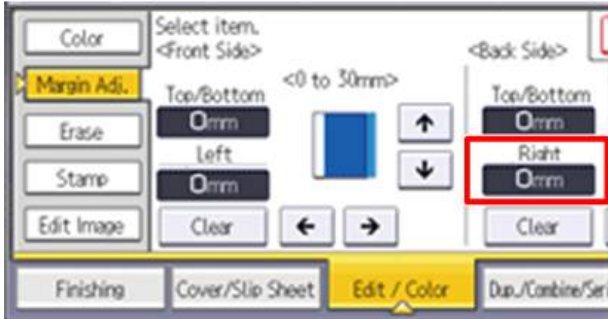 Color
Margin Adj.
Erase
Stamp
Edit Image
Select item.
<Front Side>
<0 to 30mm>
Top/Bottom
0mm
Left
0mm
Clear
<Back Side>
Top/Bottom
0mm
Right
0mm
Clear
Finishing
Cover/Slip Sheet
Edit / Color
Dup./Combine/Seri